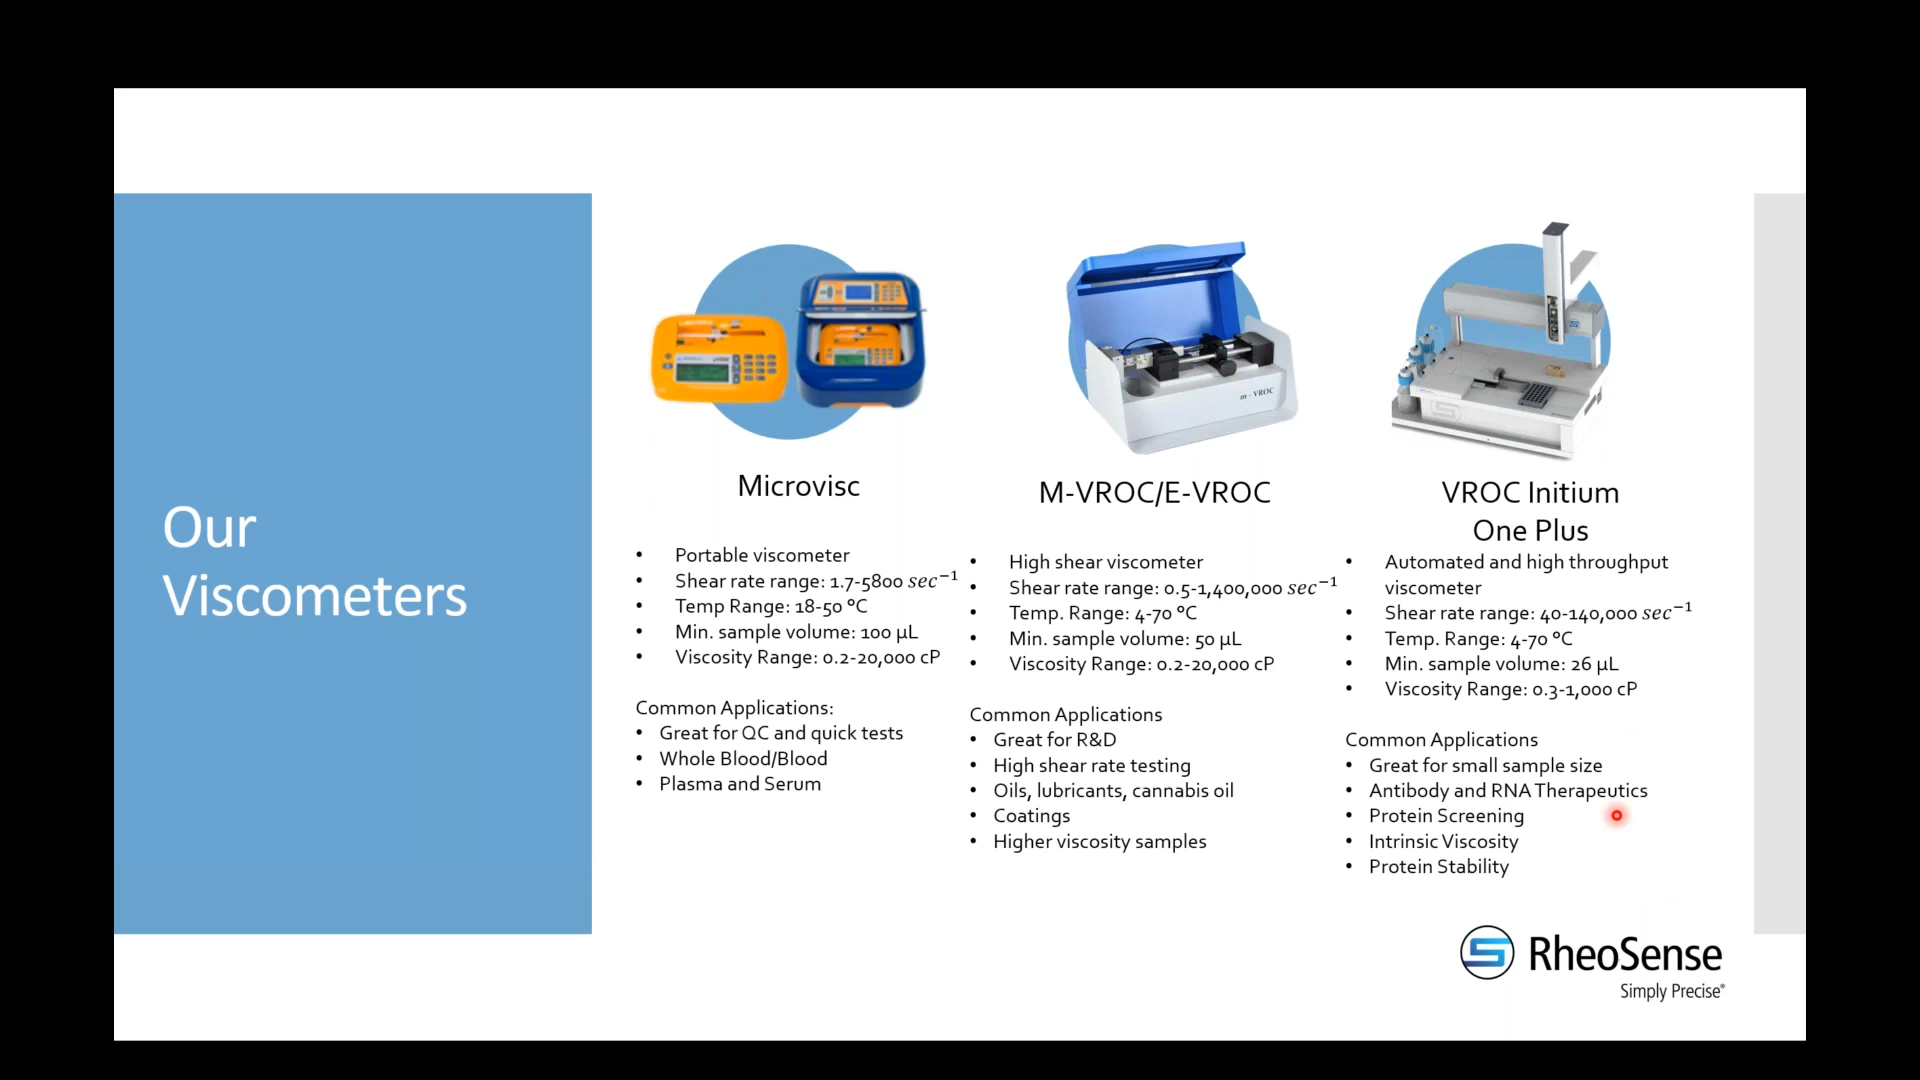 Our
Viscometers
Microvisc
• Portable viscometer
• Shear rate range: 1.7-5800 sec⁻¹
• Temp Range: 18-50 °C
• Min. sample volume: 100 µL
• Viscosity Range: 0.2-20,000 cP
Common Applications:
• Great for QC and quick tests
• Whole Blood/Blood
• Plasma and Serum
m - VROC
M-VROC/E-VROC
• High shear viscometer
• Shear rate range: 0.5-1,400,000 sec⁻¹
• Temp. Range: 4-70 °C
• Min. sample volume: 50 µL
• Viscosity Range: 0.2-20,000 cP
Common Applications
• Great for R&D
• High shear rate testing
• Oils, lubricants, cannabis oil
• Coatings
• Higher viscosity samples
VROC Initium
One Plus
• Automated and high throughput
viscometer
• Shear rate range: 40-140,000 sec⁻¹
• Temp. Range: 4-70 °C
• Min. sample volume: 26 µL
• Viscosity Range: 0.3-1,000 cP
Common Applications
• Great for small sample size
• Antibody and RNA Therapeutics
• Protein Screening
• Intrinsic Viscosity
• Protein Stability
RheoSense
Simply Precise®